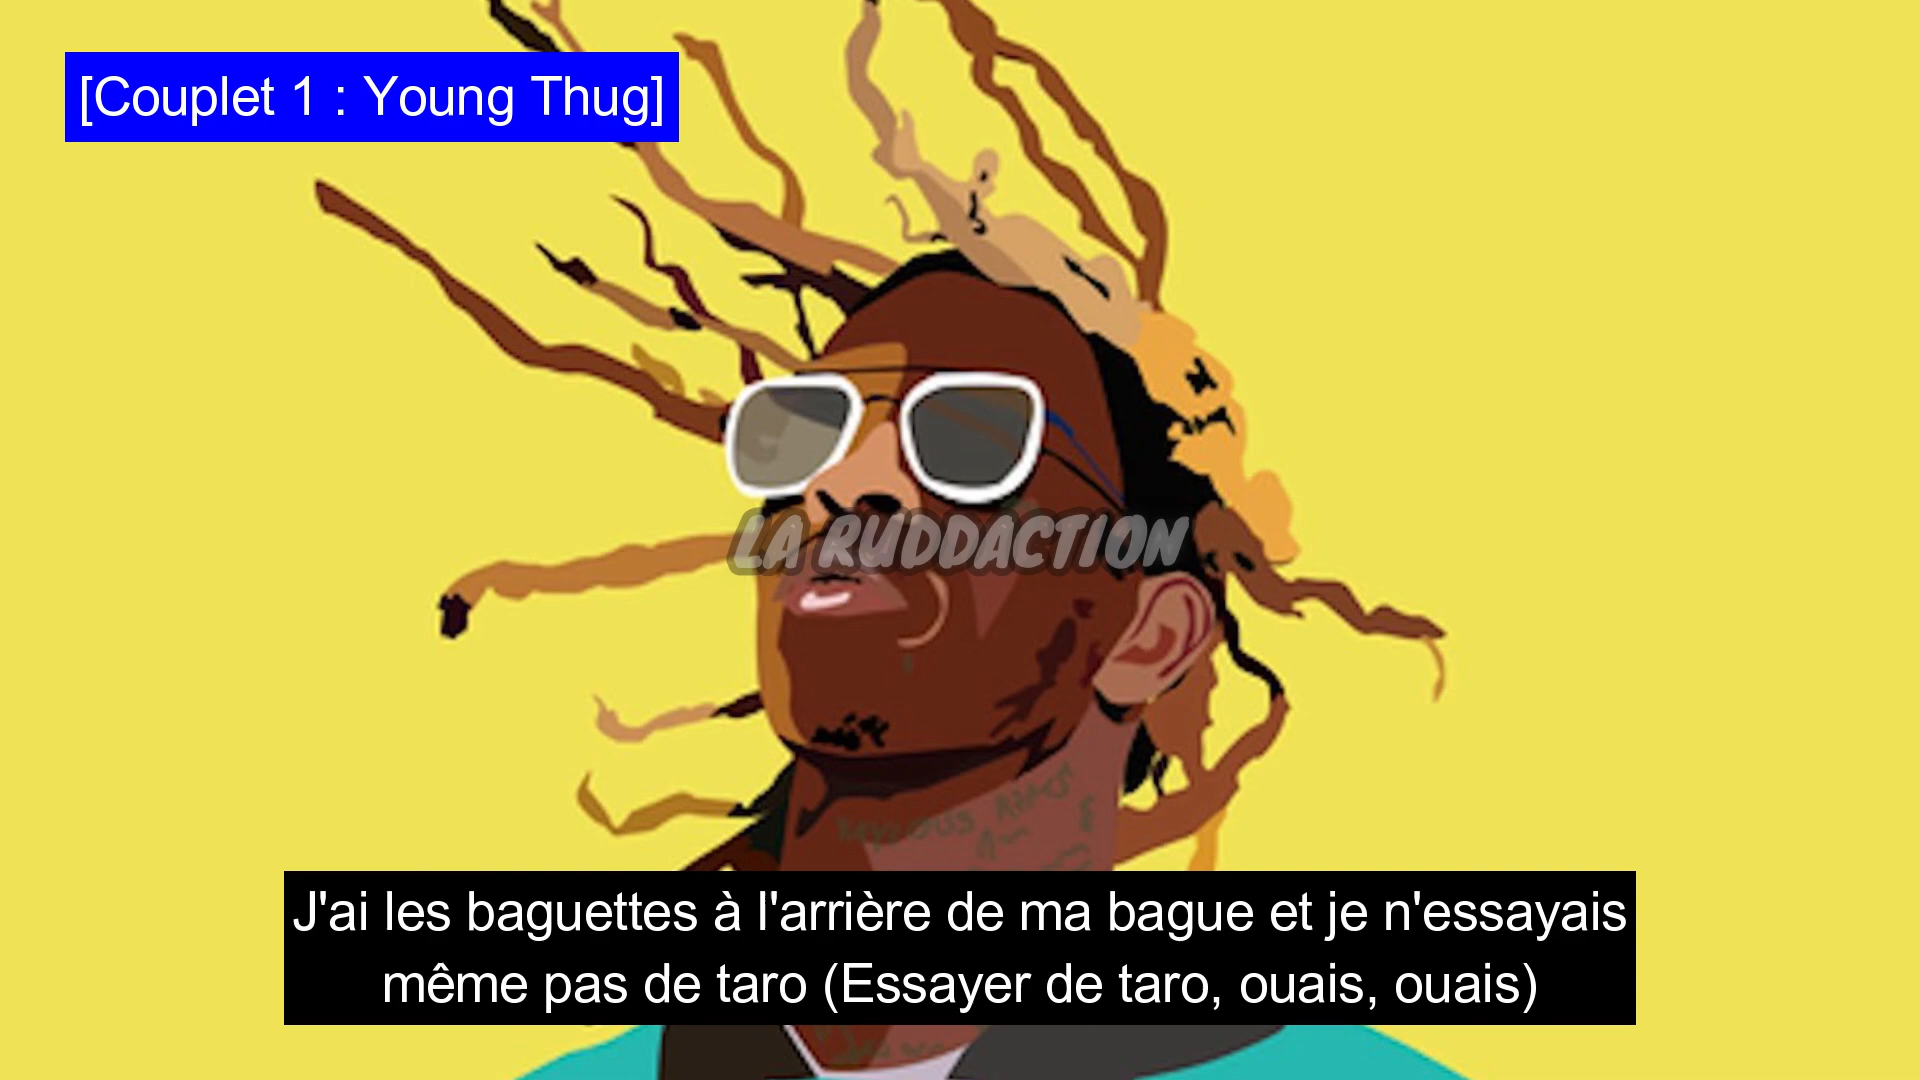 [Couplet 1 : Young Thug]
LA RUDDACTION
J'ai les baguettes à l'arrière de ma bague et je n'essayais
même pas de taro (Essayer de taro, ouais, ouais)